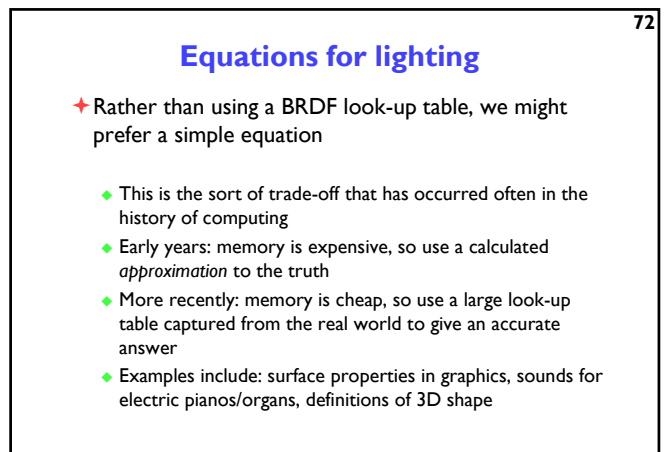 72
Equations for lighting
Rather than using a BRDF look-up table, we might
prefer a simple equation
This is the sort of trade-off that has occurred often in the
history of computing
Early years: memory is expensive, so use a calculated
approximation to the truth
More recently: memory is cheap, so use a large look-up
table captured from the real world to give an accurate
answer
Examples include: surface properties in graphics, sounds for
electric pianos/organs, definitions of 3D shape